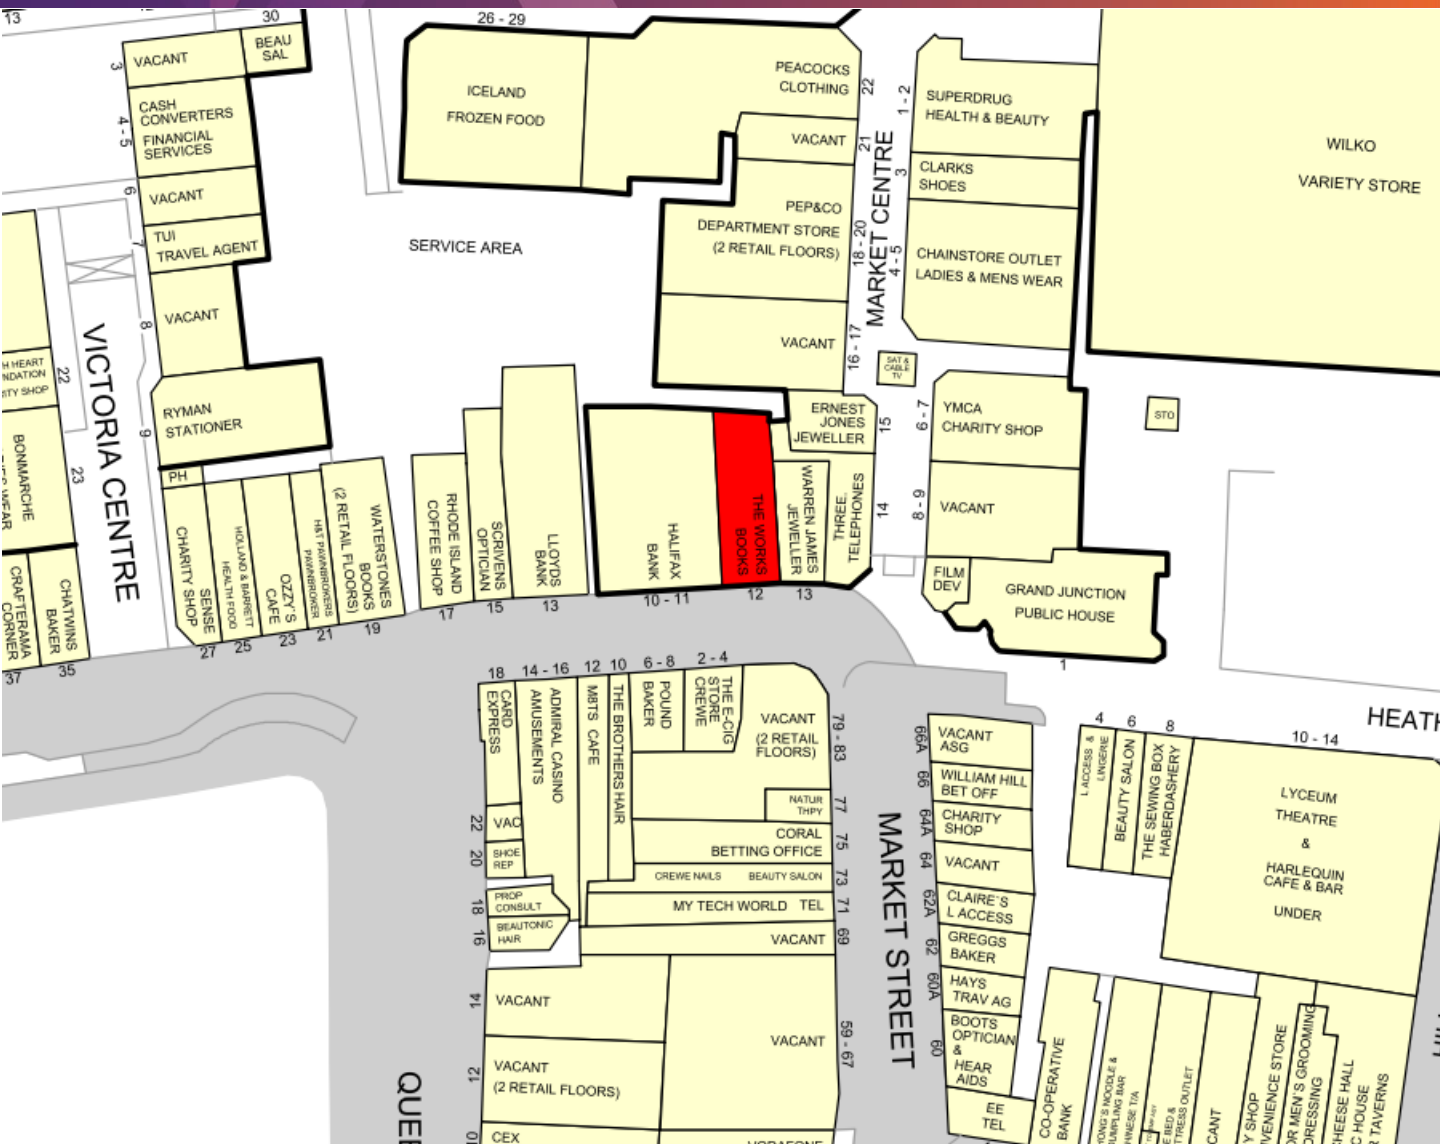 13
30
26 - 29
3
VACANT
BEAU
SAL
4 - 5
CASH
CONVERTERS
FINANCIAL
SERVICES
6
VACANT
7
TUI
TRAVEL AGENT
8
VACANT
9
RYMAN
STATIONER
PH
VICTORIA CENTRE
22
23
H HEART
NDATION
ITY SHOP
BONMARCHE
CRAFTERAMA
CORNER
37
CHATWINS
BAKER
35
SENSE
CHARITY SHOP
27
HOLLAND & BARRETT
HEALTH FOOD
25
OZZY'S
CAFE
23
H&T PAWNBROKERS
PAWNBROKER
21
WATERSTONES
BOOKS
(2 RETAIL FLOORS)
19
RHODE ISLAND
COFFEE SHOP
17
SCRIVENS
OPTICIAN
15
LLOYDS
BANK
13
HALIFAX
BANK
10 - 11
THE WORKS
BOOKS
12
WARREN JAMES
JEWELLER
13
THREE
TELEPHONES
14
ERNEST
JONES
JEWELLER
15
SERVICE AREA
ICELAND
FROZEN FOOD
PEACOCKS
CLOTHING
22
VACANT
21
PEP&CO
DEPARTMENT STORE
(2 RETAIL FLOORS)
18 - 20
VACANT
16 - 17
MARKET CENTRE
1 - 2
SUPERDRUG
HEALTH & BEAUTY
3
CLARKS
SHOES
4 - 5
CHAINSTORE OUTLET
LADIES & MENS WEAR
SAT &
CABLE
TV
6 - 7
YMCA
CHARITY SHOP
8 - 9
VACANT
FILM
DEV
GRAND JUNCTION
PUBLIC HOUSE
1
WILKO
VARIETY STORE
STO
18
CARD
EXPRESS
14 - 16
ADMIRAL CASINO
AMUSEMENTS
12
M8TS CAFE
10
THE BROTHERS HAIR
6 - 8
POUND
BAKER
2 - 4
THE E-CIG
STORE
CREWE
VACANT
(2 RETAIL
FLOORS)
79 - 83
NATUR
THPY
77
CORAL
BETTING OFFICE
75
CREWE NAILS BEAUTY SALON
73
MY TECH WORLD TEL
71
VACANT
69
22
VAC
20
SHOE
REP
18
PROP
CONSULT
16
BEAUTONIC
HAIR
14
VACANT
12
VACANT
(2 RETAIL FLOORS)
CEX
VACANT
59 - 67
QUEE
MARKET STREET
66A
VACANT
ASG
66
WILLIAM HILL
BET OFF
64A
CHARITY
SHOP
64
VACANT
62A
CLAIRE'S
L ACCESS
62
GREGGS
BAKER
60A
HAYS
TRAV AG
60
BOOTS
OPTICIAN
&
HEAR
AIDS
EE
TEL
CO-OPERATIVE
BANK
HEATH
4
L ACCESS &
LINGERIE
6
BEAUTY SALON
8
THE SEWING BOX
HABERDASHERY
10 - 14
LYCEUM
THEATRE
&
HARLEQUIN
CAFE & BAR
UNDER